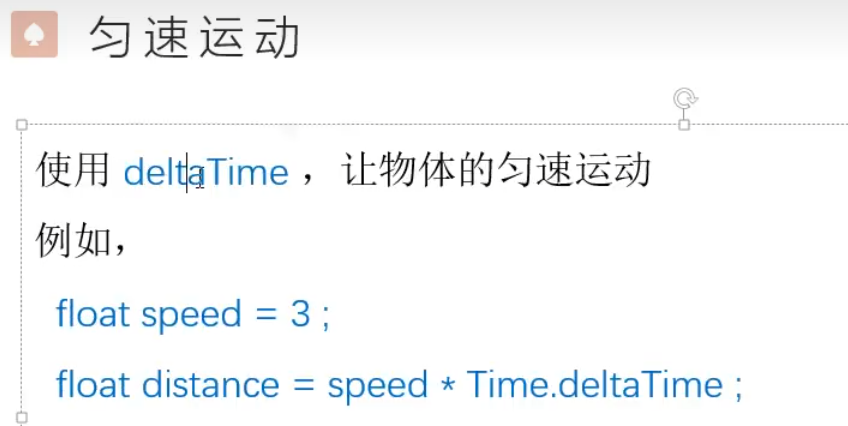 匀速运动
使用 deltaTime ，让物体的匀速运动
例如，
float speed = 3 ;
float distance = speed * Time.deltaTime ;